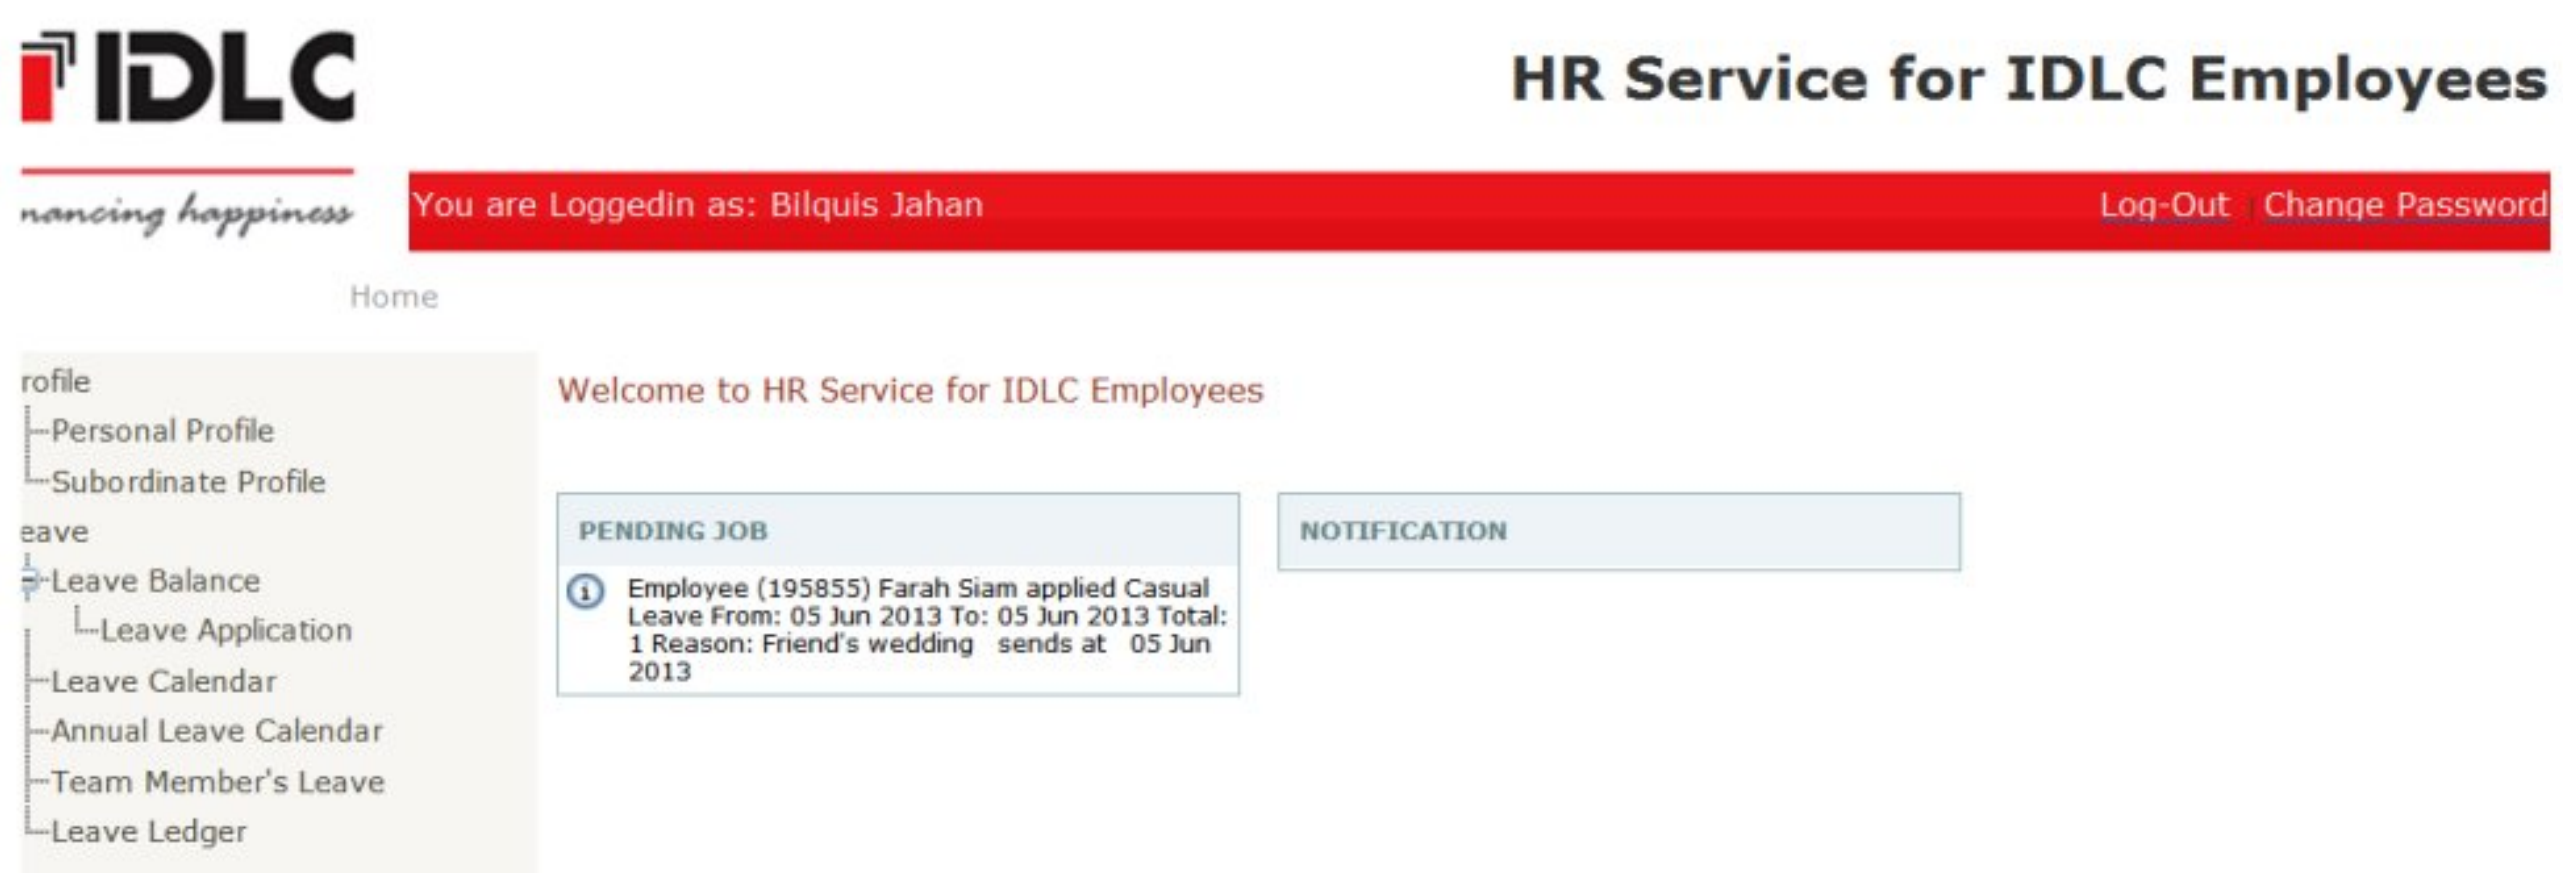 IDLC
HR Service for IDLC Employees
nancing happiness
You are Loggedin as: Bilquis Jahan
Log-Out | Change Password
Home
rofile
Personal Profile
Subordinate Profile
eave
Leave Balance
Leave Application
Leave Calendar
Annual Leave Calendar
Team Member's Leave
Leave Ledger
Welcome to HR Service for IDLC Employees
PENDING JOB
Employee (195855) Farah Siam applied Casual
Leave From: 05 Jun 2013 To: 05 Jun 2013 Total:
1 Reason: Friend's wedding sends at 05 Jun
2013
NOTIFICATION